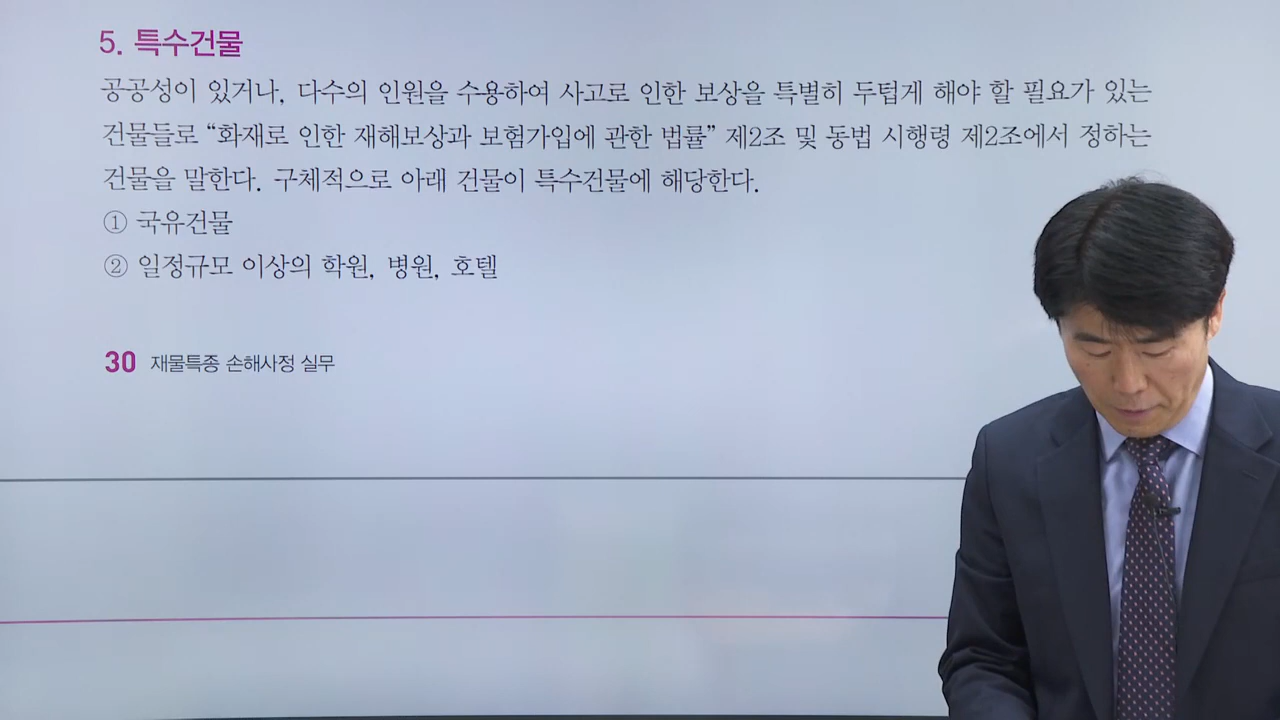 5. 특수건물
공공성이 있거나, 다수의 인원을 수용하여 사고로 인한 보상을 특별히 두텁게 해야 할 필요가 있는
건물들로 “화재로 인한 재해보상과 보험가입에 관한 법률” 제2조 및 동법 시행령 제2조에서 정하는
건물을 말한다. 구체적으로 아래 건물이 특수건물에 해당한다.
① 국유건물
② 일정규모 이상의 학원, 병원, 호텔
30 재물특종 손해사정 실무